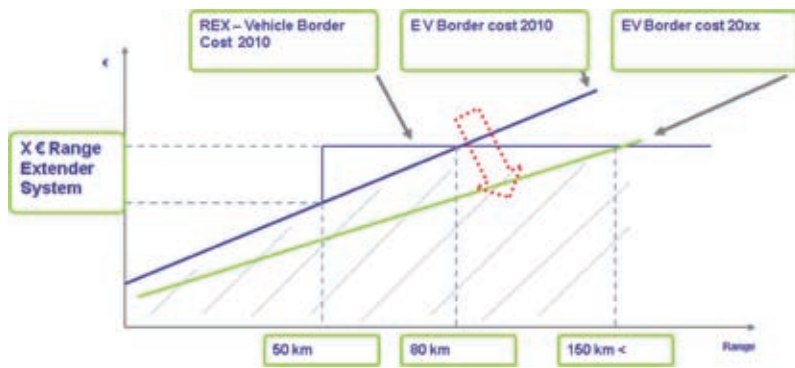 REX – Vehicle Border
Cost 2010
EV Border cost 2010
EV Border cost 20xx
€
X € Range
Extender
System
50 km
80 km
150 km <
Range